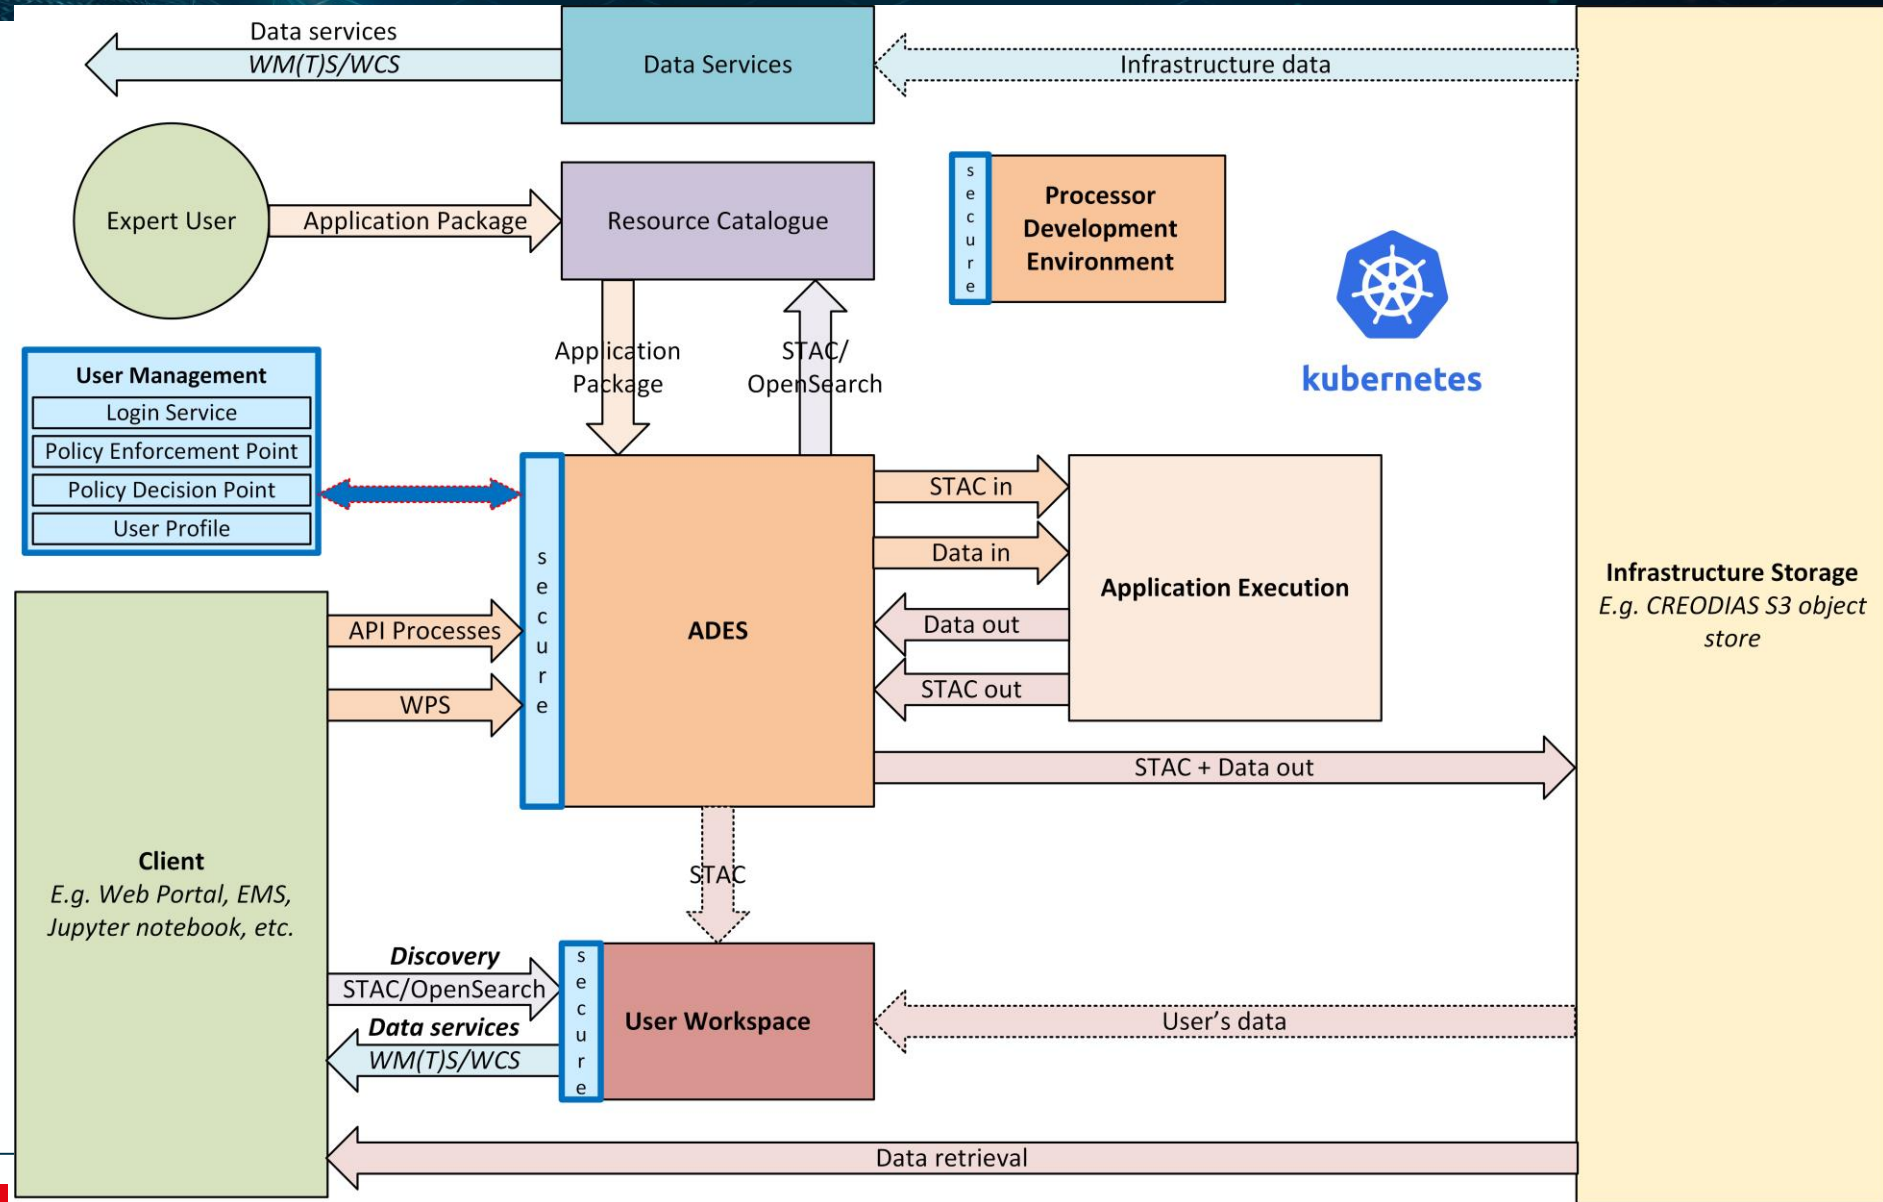 Data services
WM(T)S/WCS
Data Services
Infrastructure data
Expert User
Application Package
Resource Catalogue
secure
Processor
Development
Environment
kubernetes
Application
Package
STAC/
OpenSearch
User Management
Login Service
Policy Enforcement Point
Policy Decision Point
User Profile
secure
ADES
STAC in
Data in
Data out
STAC out
Application Execution
Infrastructure Storage
E.g. CREODIAS S3 object
store
API Processes
WPS
STAC + Data out
Client
E.g. Web Portal, EMS,
Jupyter notebook, etc.
STAC
Discovery
STAC/OpenSearch
Data services
WM(T)S/WCS
secure
User Workspace
User’s data
Data retrieval